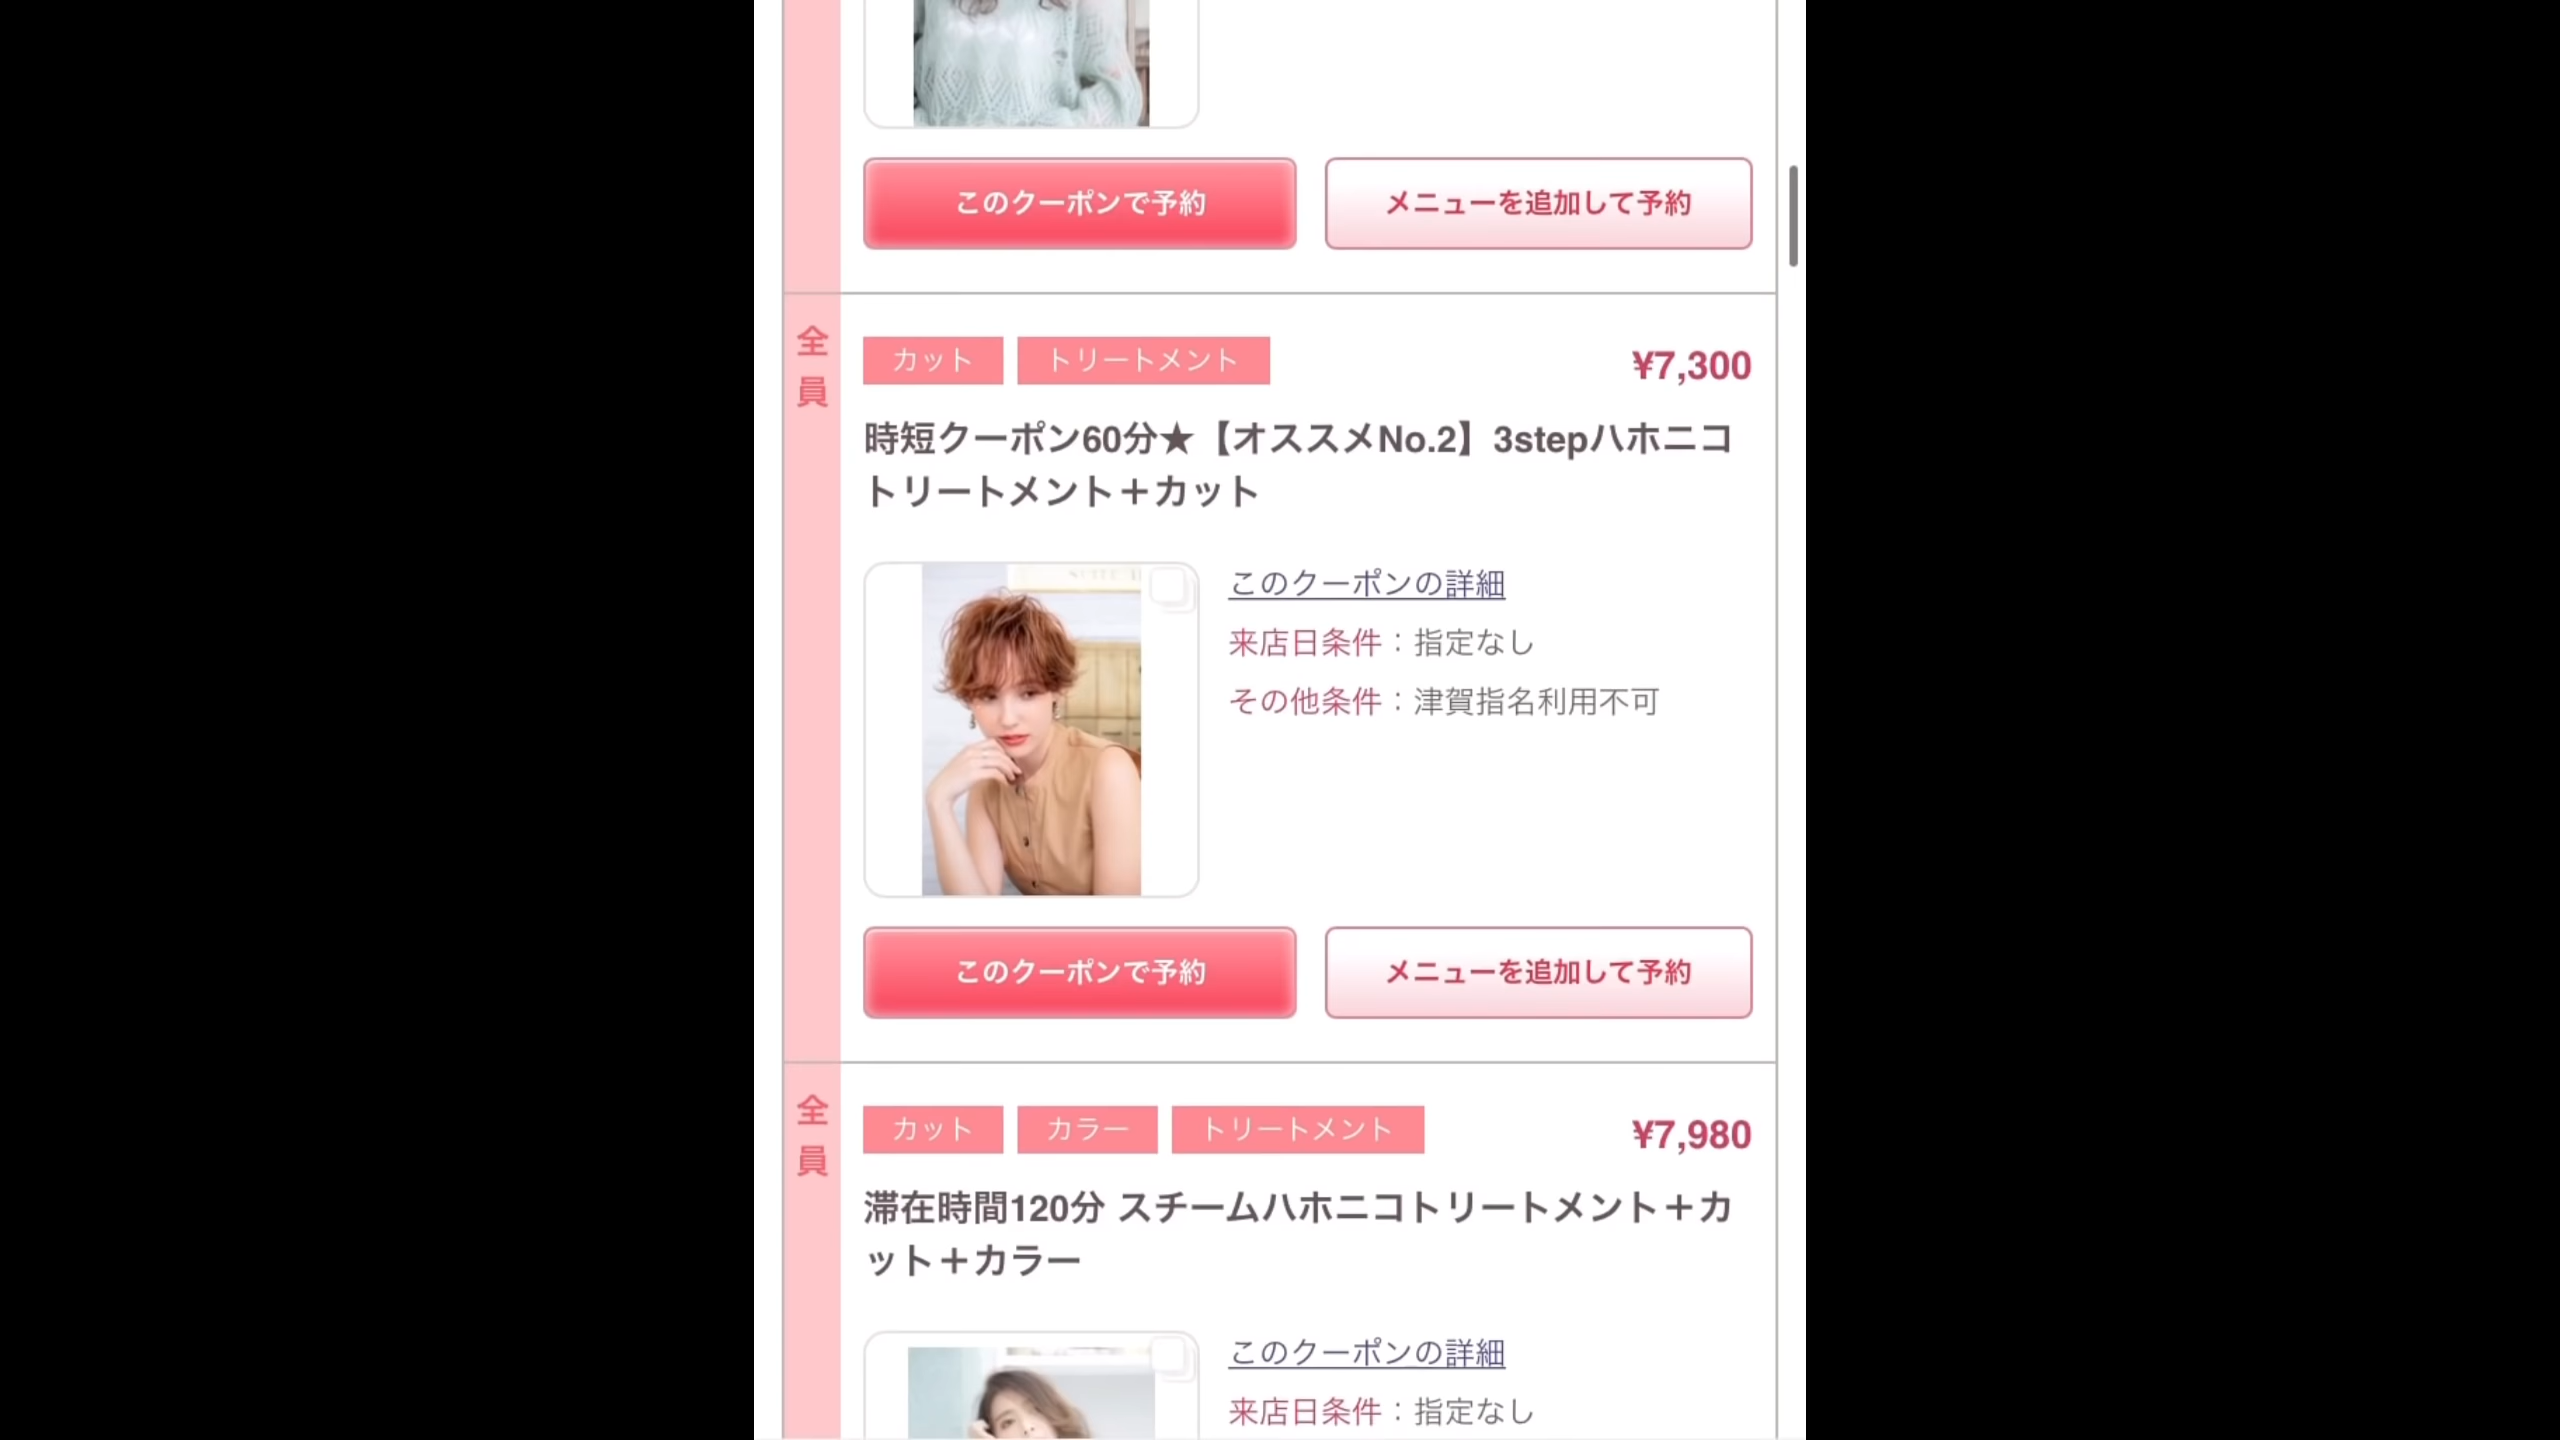 このクーポンで予約 メニューを追加して予約
全員
カット トリートメント ¥7,300
時短クーポン60分★【オススメNo.2】3stepハホニコ
トリートメント＋カット
このクーポンの詳細
来店日条件：指定なし
その他条件：津賀指名利用不可
このクーポンで予約 メニューを追加して予約
全員
カット カラー トリートメント ¥7,980
滞在時間120分 スチームハホニコトリートメント＋カ
ット＋カラー
このクーポンの詳細
来店日条件：指定なし